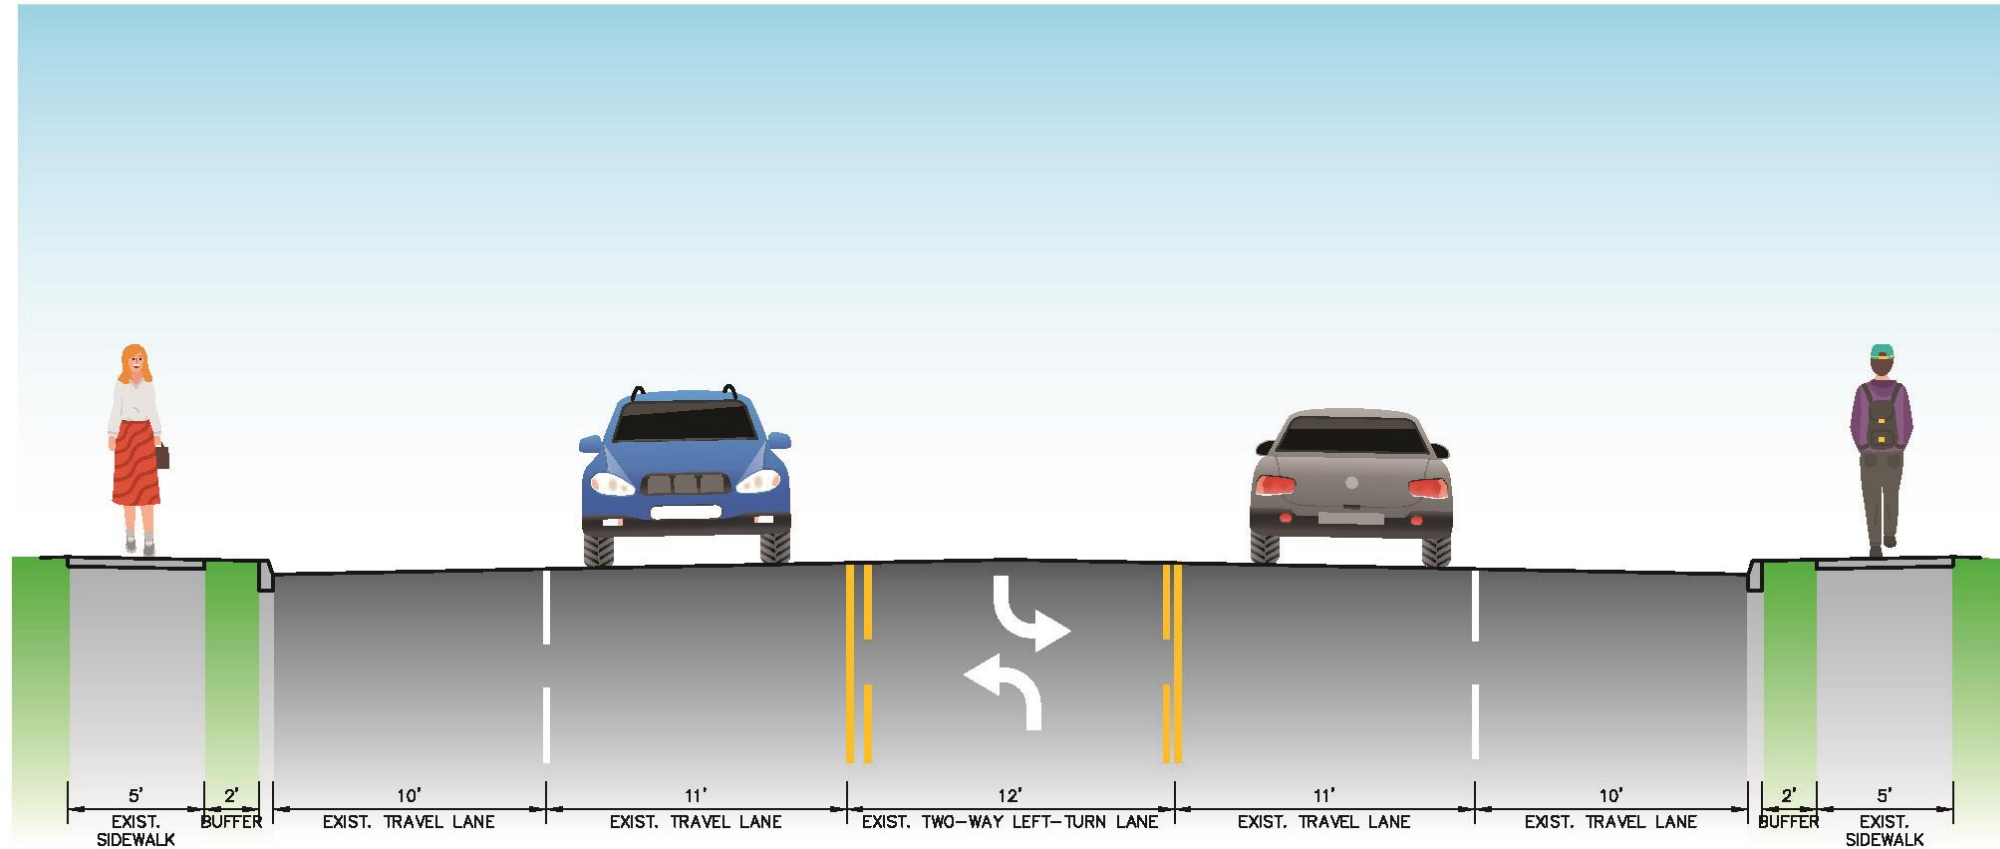 5' 2' 10' 11' 12' 11' 10' 2' 5'
EXIST. BUFFER EXIST. TRAVEL LANE EXIST. TRAVEL LANE EXIST. TWO-WAY LEFT-TURN LANE EXIST. TRAVEL LANE EXIST. TRAVEL LANE BUFFER EXIST.
SIDEWALK SIDEWALK